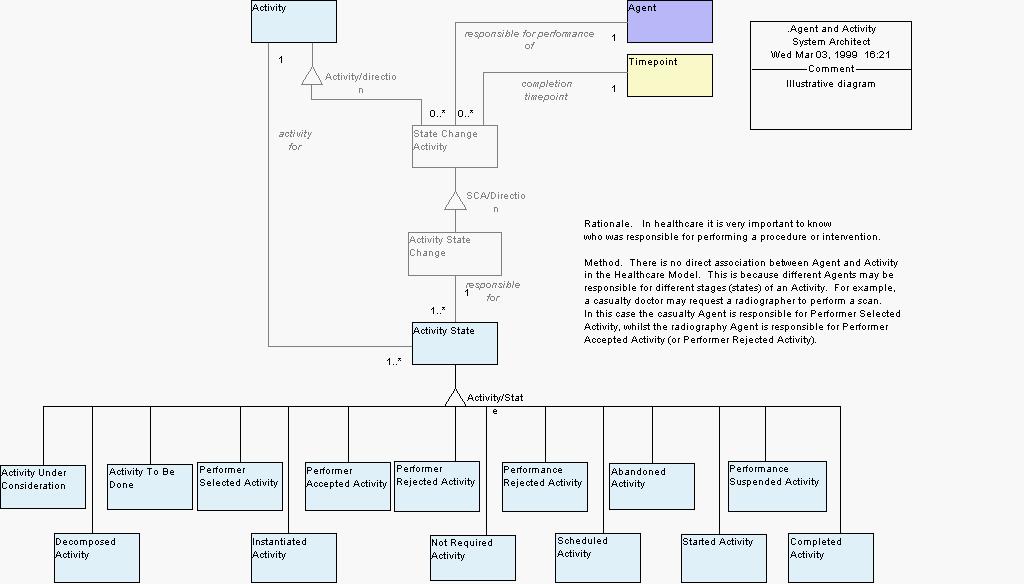 Activity
Agent
responsible for performance
of
1
Timepoint
completion
timepoint
1
.Agent and Activity
System Architect
Wed Mar 03, 1999 16:21
Comment
Illustrative diagram
1
Activity/directio
n
0..*
0..*
State Change
Activity
activity
for
SCA/Directio
n
Activity State
Change
responsible
for
1
1..*
Activity State
1..*
Rationale. In healthcare it is very important to know
who was responsible for performing a procedure or intervention.
Method. There is no direct association between Agent and Activity
in the Healthcare Model. This is because different Agents may be
responsible for different stages (states) of an Activity. For example,
a casualty doctor may request a radiographer to perform a scan.
In this case the casualty Agent is responsible for Performer Selected
Activity, whilst the radiography Agent is responsible for Performer
Accepted Activity (or Performer Rejected Activity).
Activity/Stat
e
Activity Under
Consideration
Activity To Be
Done
Performer
Selected Activity
Performer
Accepted Activity
Performer
Rejected Activity
Performance
Rejected Activity
Abandoned
Activity
Performance
Suspended Activity
Decomposed
Activity
Instantiated
Activity
Not Required
Activity
Scheduled
Activity
Started Activity
Completed
Activity